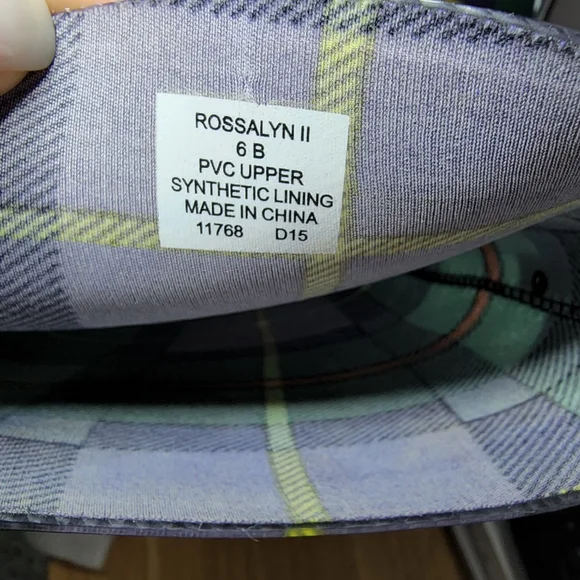 ROSSALYN II
6 B
PVC UPPER
SYNTHETIC LINING
MADE IN CHINA
11768 D15